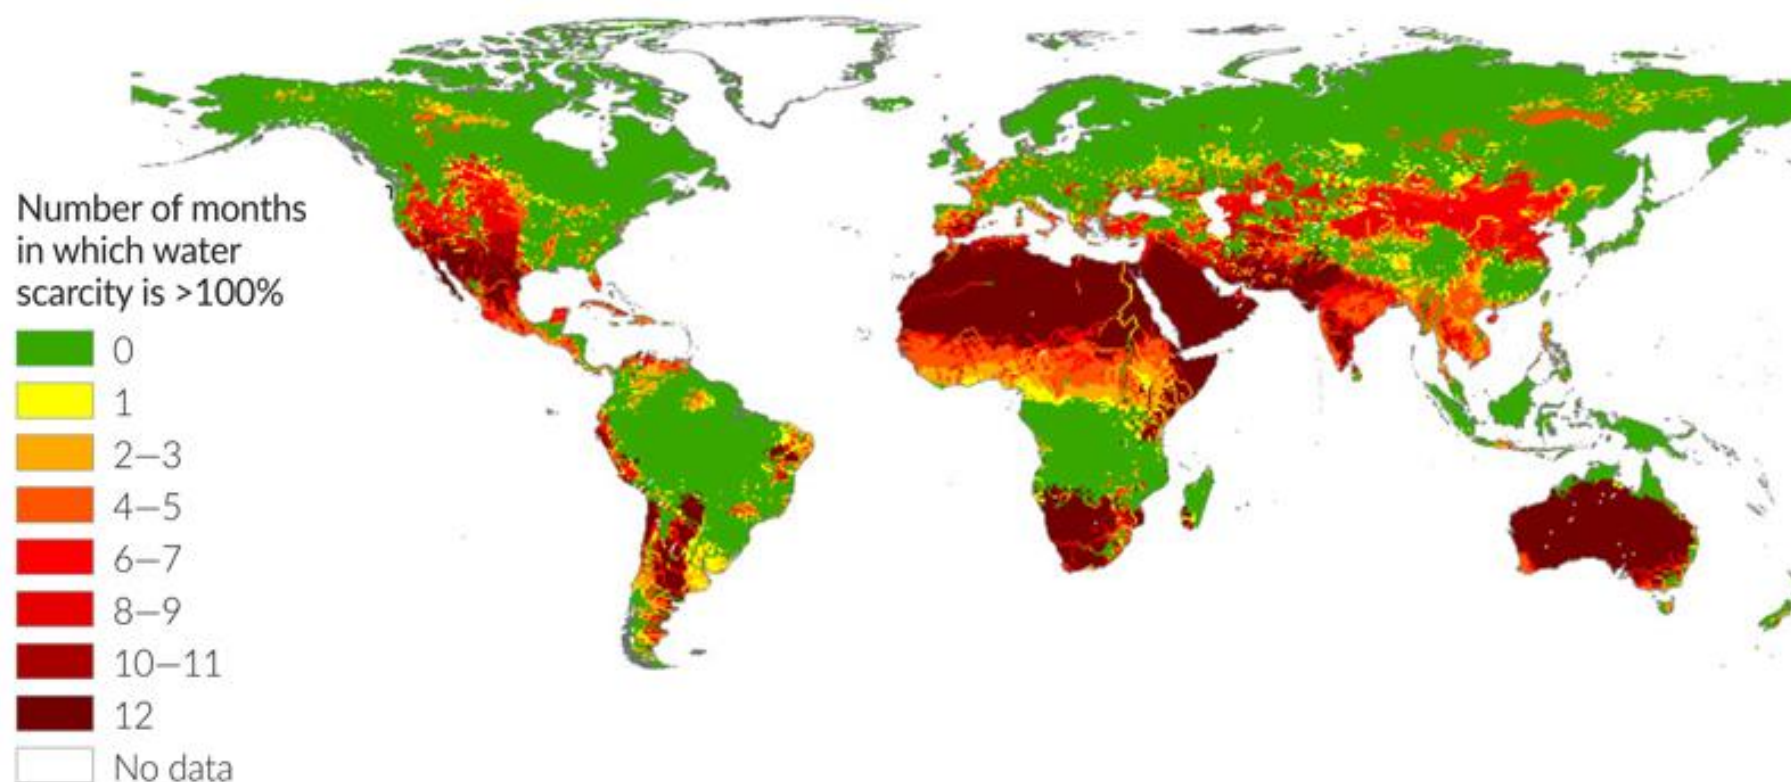 Number of months
in which water
scarcity is >100%
0
1
2–3
4–5
6–7
8–9
10–11
12
No data